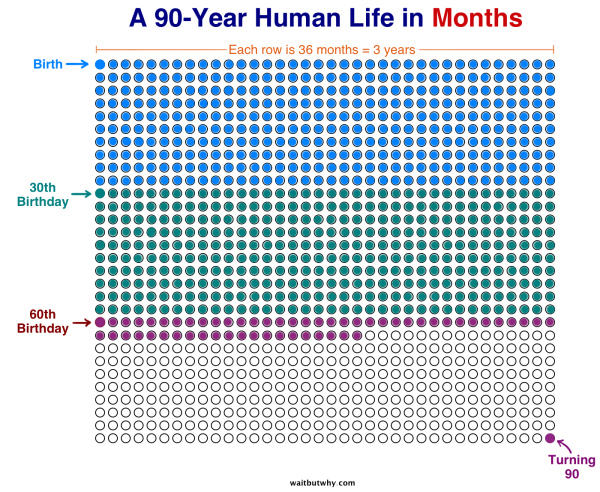 A 90-Year Human Life in Months
Each row is 36 months = 3 years
Birth
30th
Birthday
60th
Birthday
Turning
90
waitbutwhy.com